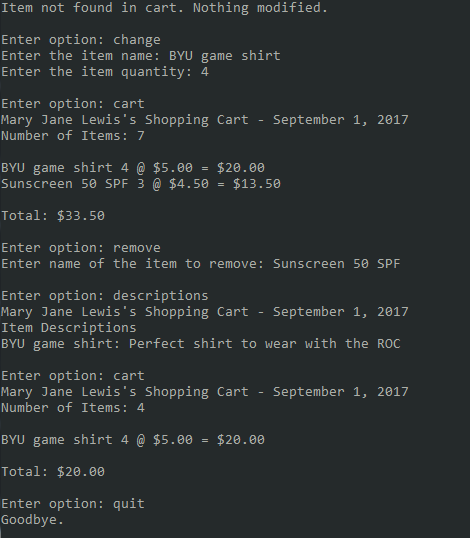 Item not found in cart. Nothing modified.
Enter option: change
Enter the item name: BYU game shirt
Enter the item quantity: 4
Enter option: cart
Mary Jane Lewis's Shopping Cart - September 1, 2017
Number of Items: 7
BYU game shirt 4 @ $5.00 = $20.00
Sunscreen 50 SPF 3 @ $4.50 = $13.50
Total: $33.50
Enter option: remove
Enter name of the item to remove: Sunscreen 50 SPF
Enter option: descriptions
Mary Jane Lewis's Shopping Cart - September 1, 2017
Item Descriptions
BYU game shirt: Perfect shirt to wear with the ROC
Enter option: cart
Mary Jane Lewis's Shopping Cart - September 1, 2017
Number of Items: 4
BYU game shirt 4 @ $5.00 = $20.00
Total: $20.00
Enter option: quit
Goodbye.